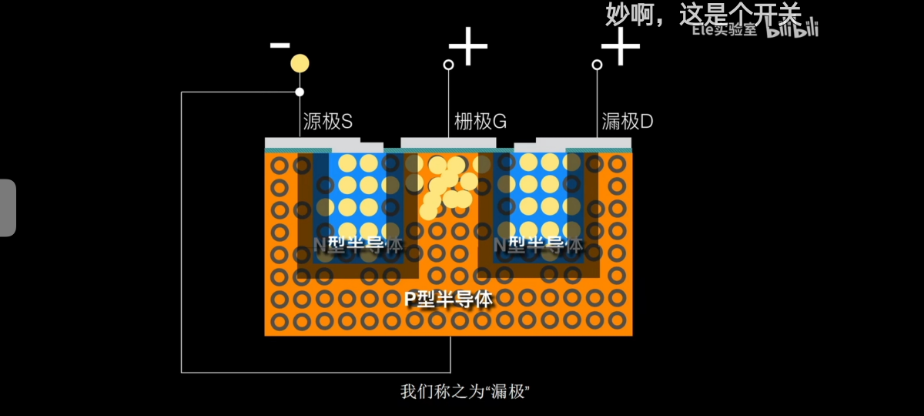 妙啊，这是个开关
Ele实验室 bilibili
- + +
源极S 栅极G 漏极D
N型半导体 N型半导体
P型半导体
我们称之为“漏极”